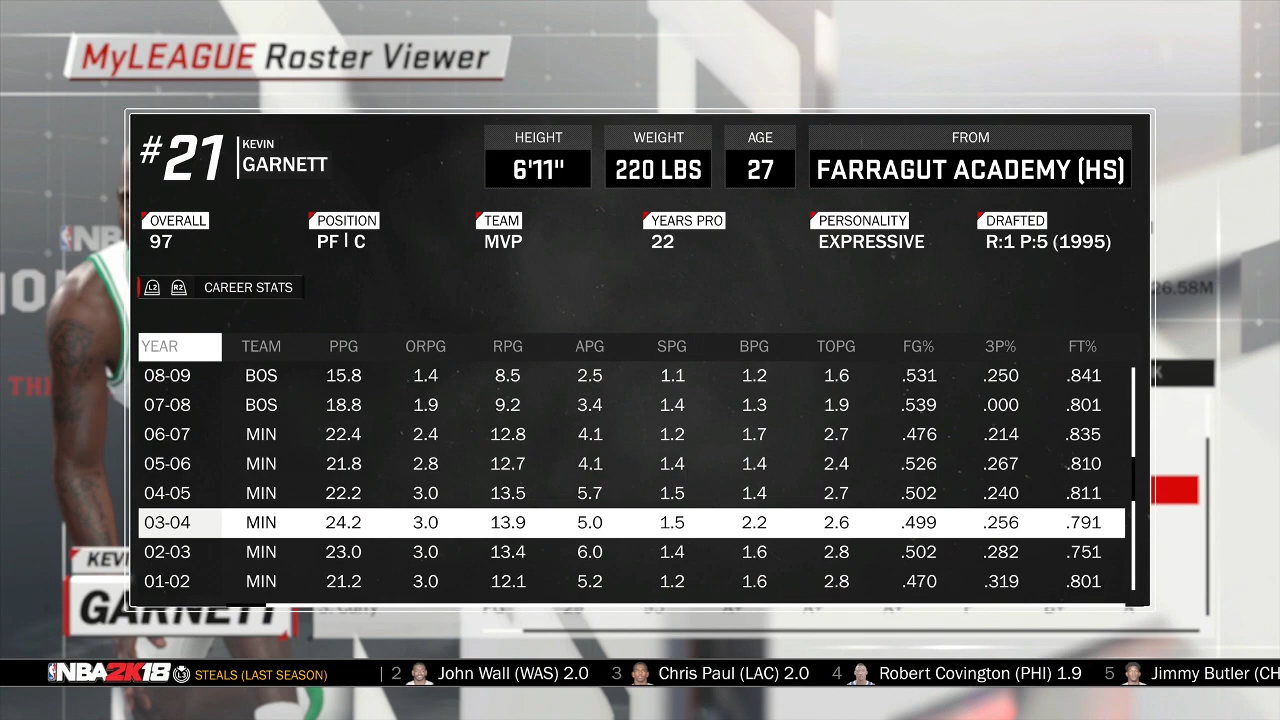 MyLEAGUE Roster Viewer
#21 KEVIN GARNETT
HEIGHT WEIGHT AGE FROM
6'11" 220 LBS 27 FARRAGUT ACADEMY (HS)
OVERALL POSITION TEAM YEARS PRO PERSONALITY DRAFTED
97 PF | C MVP 22 EXPRESSIVE R:1 P:5 (1995)
L2 R2 CAREER STATS
26.58M
YEAR TEAM PPG ORPG RPG APG SPG BPG TOPG FG% 3P% FT%
08-09 BOS 15.8 1.4 8.5 2.5 1.1 1.2 1.6 .531 .250 .841
07-08 BOS 18.8 1.9 9.2 3.4 1.4 1.3 1.9 .539 .000 .801
06-07 MIN 22.4 2.4 12.8 4.1 1.2 1.7 2.7 .476 .214 .835
05-06 MIN 21.8 2.8 12.7 4.1 1.4 1.4 2.4 .526 .267 .810
04-05 MIN 22.2 3.0 13.5 5.7 1.5 1.4 2.7 .502 .240 .811
03-04 MIN 24.2 3.0 13.9 5.0 1.5 2.2 2.6 .499 .256 .791
02-03 MIN 23.0 3.0 13.4 6.0 1.4 1.6 2.8 .502 .282 .751
01-02 MIN 21.2 3.0 12.1 5.2 1.2 1.6 2.8 .470 .319 .801
KEV
GARNETT
NBA 2K18 STEALS (LAST SEASON) 2 John Wall (WAS) 2.0 3 Chris Paul (LAC) 2.0 4 Robert Covington (PHI) 1.9 5 Jimmy Butler (CH